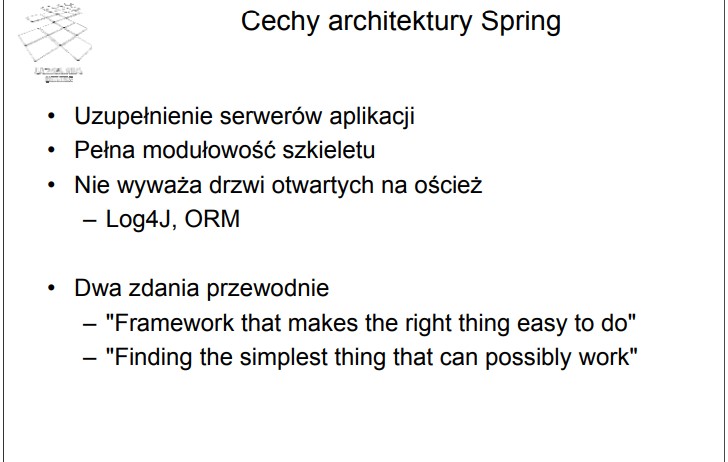 Cechy architektury Spring
• Uzupełnienie serwerów aplikacji
• Pełna modułowość szkieletu
• Nie wyważa drzwi otwartych na oścież
– Log4J, ORM
• Dwa zdania przewodnie
– "Framework that makes the right thing easy to do"
– "Finding the simplest thing that can possibly work"